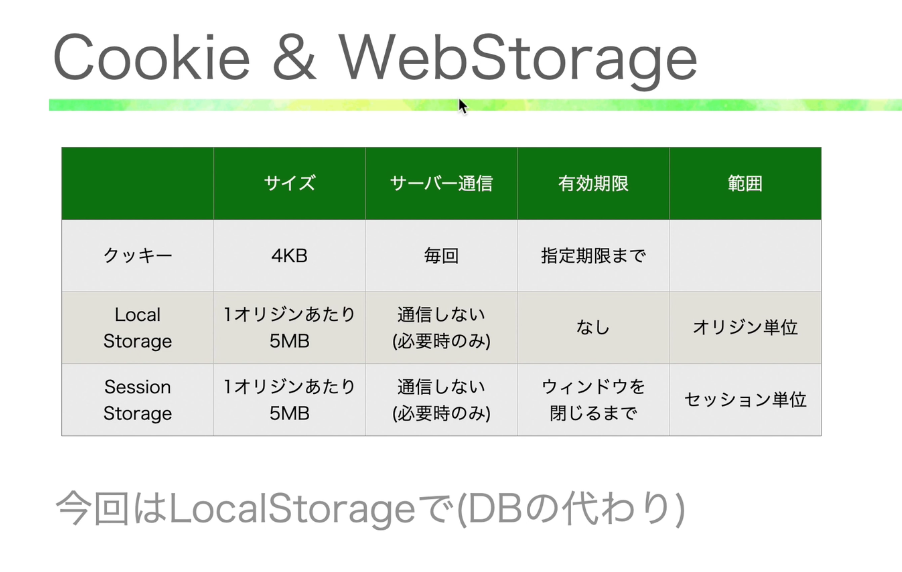 Cookie & WebStorage
サイズ サーバー通信 有効期限 範囲
クッキー 4KB 毎回 指定期限まで
Local Storage 1オリジンあたり 5MB 通信しない (必要時のみ) なし オリジン単位
Session Storage 1オリジンあたり 5MB 通信しない (必要時のみ) ウィンドウを 閉じるまで セッション単位
今回はLocalStorageで(DBの代わり)